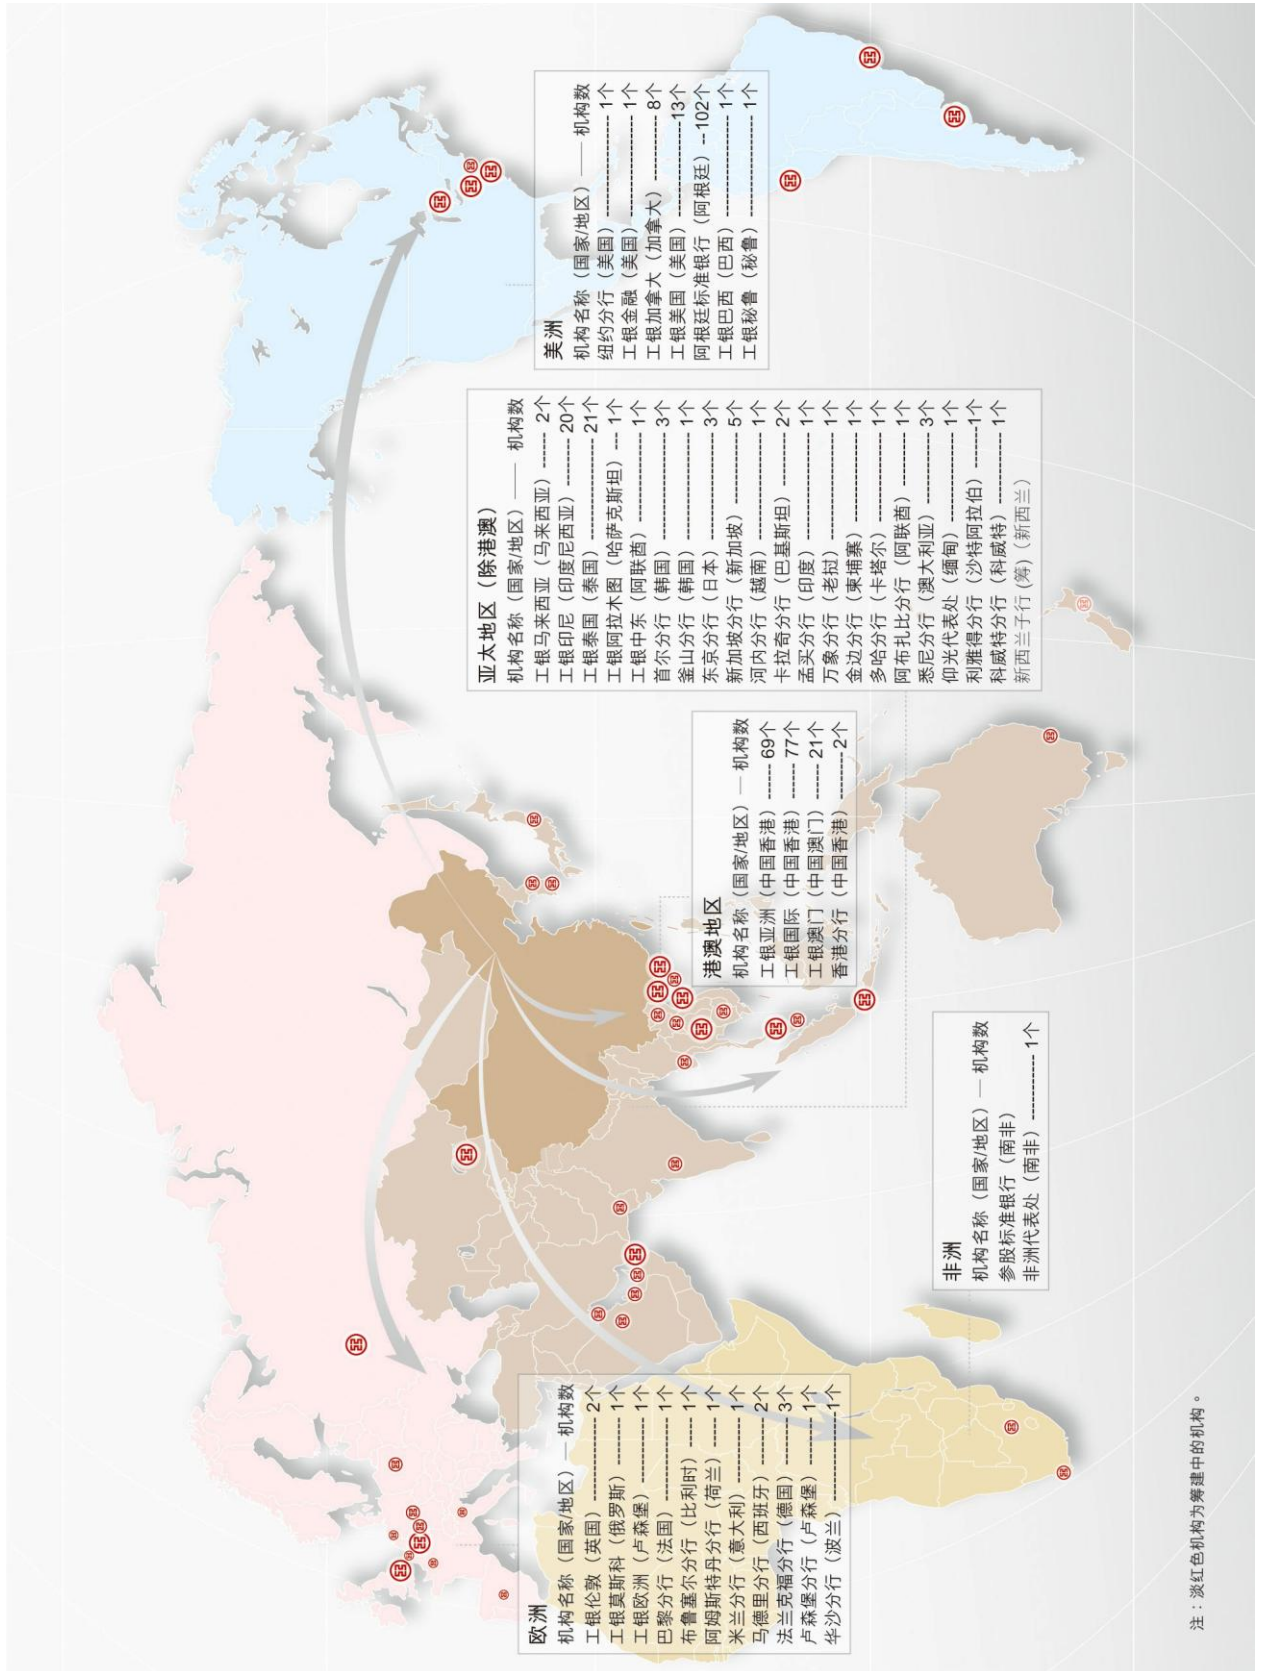 美洲
机构名称（国家/地区）—— 机构数
纽约分行（美国）---------------1个
工银金融（美国）---------------1个
工银加拿大（加拿大）--------8个
工银美国（美国）--------------13个
阿根廷标准银行（阿根廷）--102个
工银巴西（巴西）---------------1个
工银秘鲁（秘鲁）---------------1个
亚太地区（除港澳）
机构名称（国家/地区）—— 机构数
工银马来西亚（马来西亚）------ 2个
工银印尼（印度尼西亚）-------- 20个
工银泰国（泰国）--------------- 21个
工银阿拉木图（哈萨克斯坦）--- 1个
工银中东（阿联酋）------------- 1个
首尔分行（韩国）---------------- 3个
釜山分行（韩国）---------------- 1个
东京分行（日本）---------------- 3个
新加坡分行（新加坡）---------- 5个
河内分行（越南）---------------- 1个
卡拉奇分行（巴基斯坦）------- 2个
孟买分行（印度）---------------- 1个
万象分行（老挝）---------------- 1个
金边分行（柬埔寨）------------- 1个
多哈分行（卡塔尔）------------- 1个
阿布扎比分行（阿联酋）------- 1个
悉尼分行（澳大利亚）---------- 3个
仰光代表处（缅甸）------------- 1个
利雅得分行（沙特阿拉伯）-----1个
科威特分行（科威特）---------- 1个
新西兰子行(筹)（新西兰）
港澳地区
机构名称（国家/地区）— 机构数
工银亚洲（中国香港）------ 69个
工银国际（中国香港）------ 77个
工银澳门（中国澳门）------ 21个
香港分行（中国香港）-------2个
非洲
机构名称（国家/地区）— 机构数
参股标准银行（南非）
非洲代表处（南非）------------ 1个
欧洲
机构名称（国家/地区）— 机构数
工银伦敦（英国）------------ 2个
工银莫斯科（俄罗斯）-------- 1个
工银欧洲（卢森堡）----------1个
巴黎分行（法国）------------ 1个
布鲁塞尔分行（比利时）---- 1个
阿姆斯特丹分行（荷兰）---- 1个
米兰分行（意大利）----------1个
马德里分行（西班牙）--------2个
法兰克福分行（德国）--------3个
卢森堡分行（卢森堡）--------1个
华沙分行（波兰）-------------1个
注：淡红色机构为筹建中的机构。